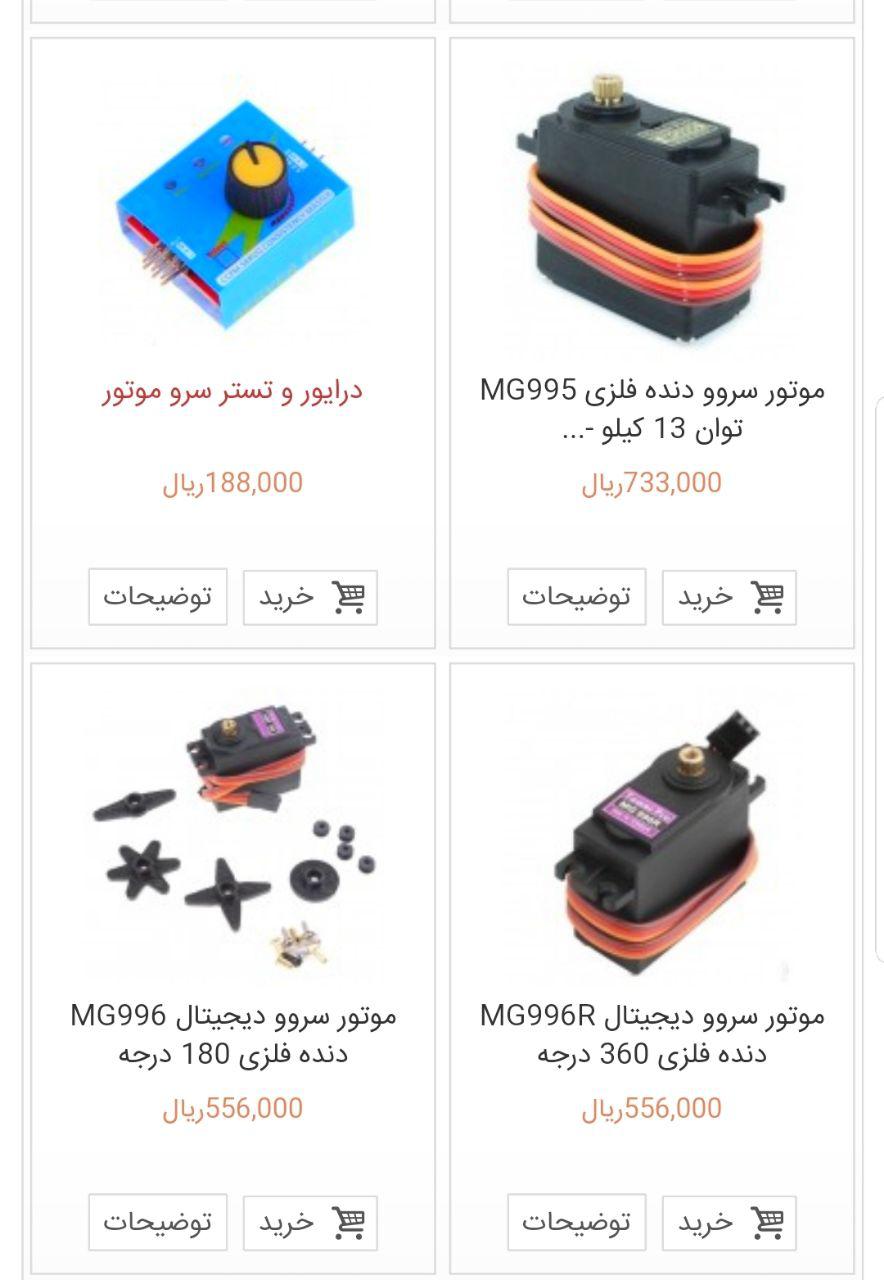 موتور سروو دنده فلزی MG995
توان 13 کیلو -...
733,000ریال
خرید
توضیحات
درایور و تستر سرو موتور
188,000ریال
خرید
توضیحات
MG 996R
موتور سروو دیجیتال MG996R
دنده فلزی 360 درجه
556,000ریال
خرید
توضیحات
موتور سروو دیجیتال MG996
دنده فلزی 180 درجه
556,000ریال
خرید
توضیحات